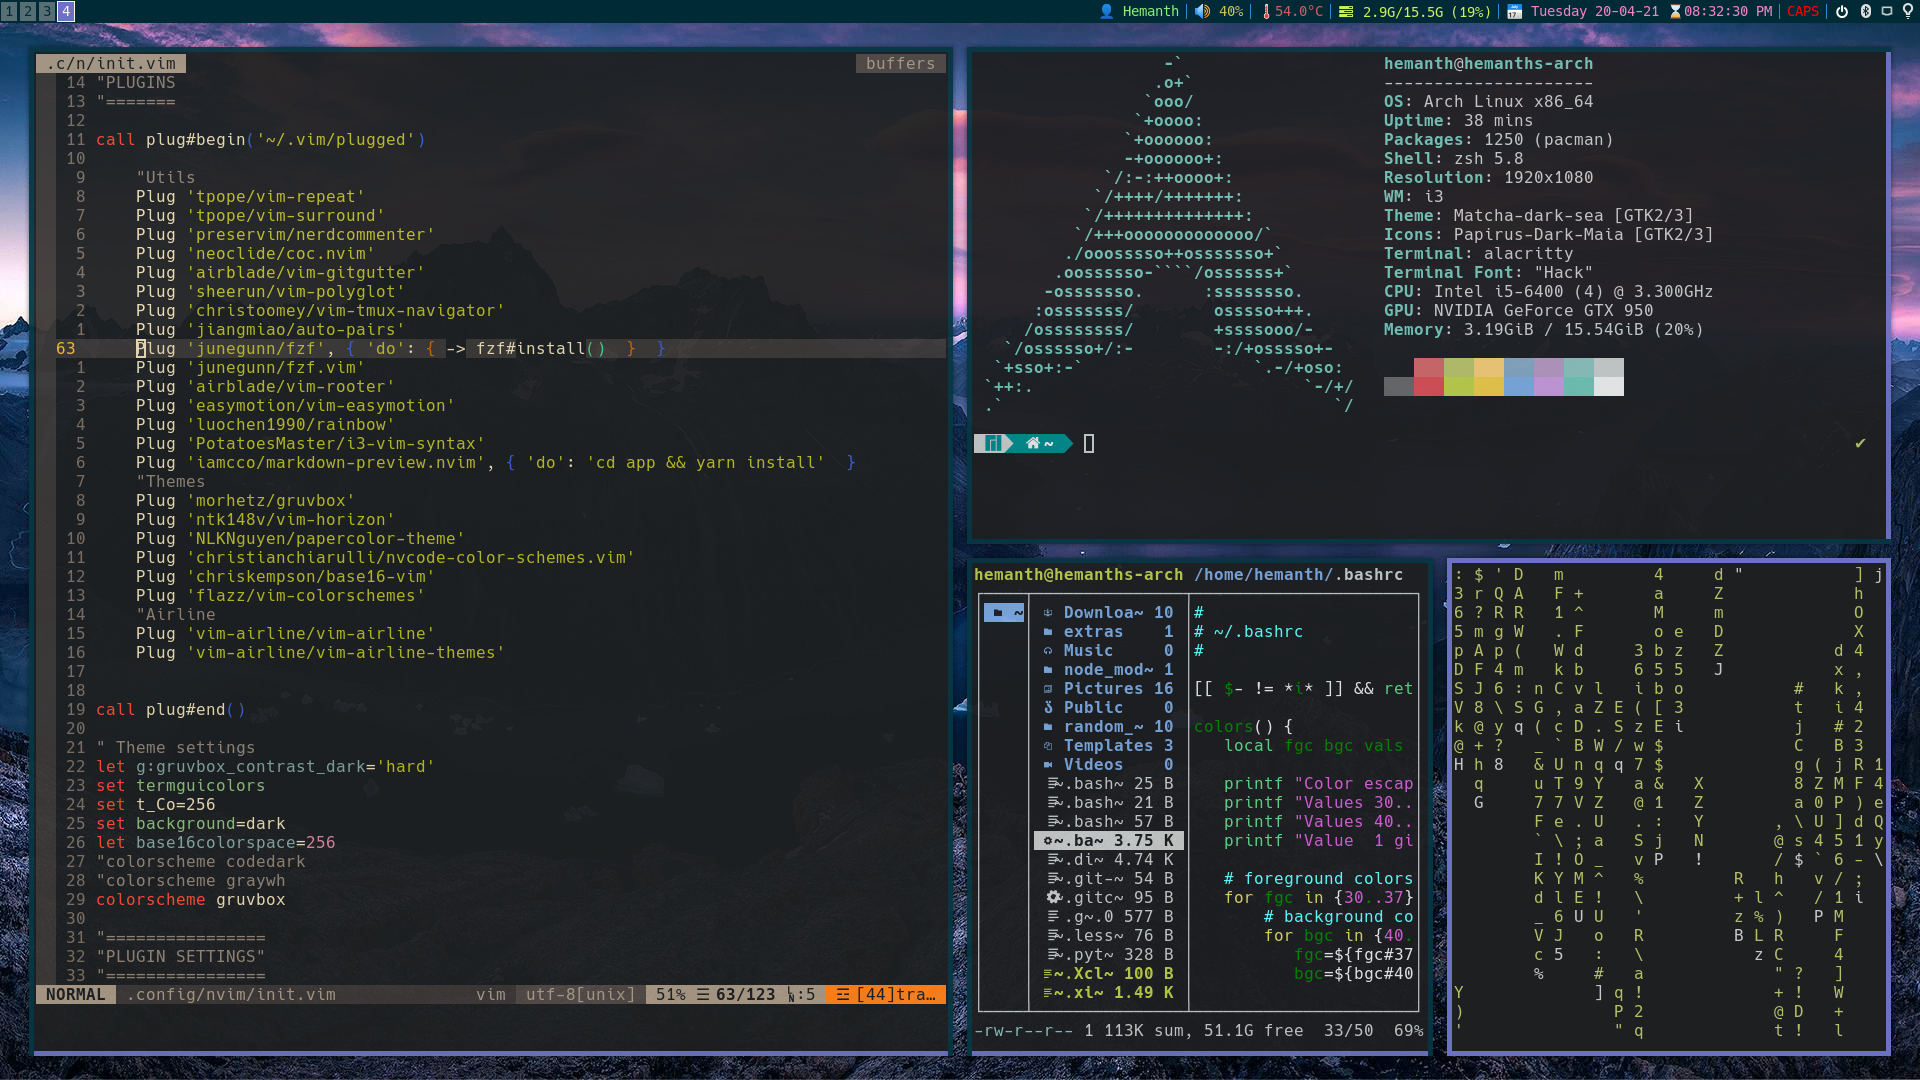 1 2 3 4
Hemanth 40% 54.0°C 2.9G/15.5G (19%) Tuesday 20-04-21 08:32:30 PM CAPS
.c/n/init.vim buffers
14 "PLUGINS
13 "=======
12
11 call plug#begin('~/.vim/plugged')
10
9 "Utils
8 Plug 'tpope/vim-repeat'
7 Plug 'tpope/vim-surround'
6 Plug 'preservim/nerdcommenter'
5 Plug 'neoclide/coc.nvim'
4 Plug 'airblade/vim-gitgutter'
3 Plug 'sheerun/vim-polyglot'
2 Plug 'christoomey/vim-tmux-navigator'
1 Plug 'jiangmiao/auto-pairs'
63 Plug 'junegunn/fzf', { 'do': { -> fzf#install() } }
1 Plug 'junegunn/fzf.vim'
2 Plug 'airblade/vim-rooter'
3 Plug 'easymotion/vim-easymotion'
4 Plug 'luochen1990/rainbow'
5 Plug 'PotatoesMaster/i3-vim-syntax'
6 Plug 'iamcco/markdown-preview.nvim', { 'do': 'cd app && yarn install' }
7 "Themes
8 Plug 'morhetz/gruvbox'
9 Plug 'ntk148v/vim-horizon'
10 Plug 'NLKNguyen/papercolor-theme'
11 Plug 'christianchiarulli/nvcode-color-schemes.vim'
12 Plug 'chriskempson/base16-vim'
13 Plug 'flazz/vim-colorschemes'
14 "Airline
15 Plug 'vim-airline/vim-airline'
16 Plug 'vim-airline/vim-airline-themes'
17
18
19 call plug#end()
20
21 " Theme settings
22 let g:gruvbox_contrast_dark='hard'
23 set termguicolors
24 set t_Co=256
25 set background=dark
26 let base16colorspace=256
27 "colorscheme codedark
28 "colorscheme graywh
29 colorscheme gruvbox
30
31 "================
32 "PLUGIN SETTINGS"
33 "================
NORMAL .config/nvim/init.vim vim utf-8[unix] 51% ☰ 63/123 :5 ☲ [44]tra…
hemanth@hemanths-arch
---------------------
OS: Arch Linux x86_64
Uptime: 38 mins
Packages: 1250 (pacman)
Shell: zsh 5.8
Resolution: 1920x1080
WM: i3
Theme: Matcha-dark-sea [GTK2/3]
Icons: Papirus-Dark-Maia [GTK2/3]
Terminal: alacritty
Terminal Font: "Hack"
CPU: Intel i5-6400 (4) @ 3.300GHz
GPU: NVIDIA GeForce GTX 950
Memory: 3.19GiB / 15.54GiB (20%)
~ ✔
hemanth@hemanths-arch /home/hemanth/.bashrc
~ Downloa~ 10 #
extras 1 # ~/.bashrc
Music 0 #
node_mod~ 1
Pictures 16 [[ $- != *i* ]] && ret
Public 0
random_~ 10 colors() {
Templates 3 local fgc bgc vals
Videos 0
.bash~ 25 B printf "Color escap
.bash~ 21 B printf "Values 30..
.bash~ 57 B printf "Values 40..
~.ba~ 3.75 K printf "Value 1 gi
.di~ 4.74 K
.git-~ 54 B # foreground colors
.gitc~ 95 B for fgc in {30..37}
.g~.0 577 B # background co
.less~ 76 B for bgc in {40.
.pyt~ 328 B fgc=${fgc#37
~.Xcl~ 100 B bgc=${bgc#40
~.xi~ 1.49 K
-rw-r--r-- 1 113K sum, 51.1G free 33/50 69%